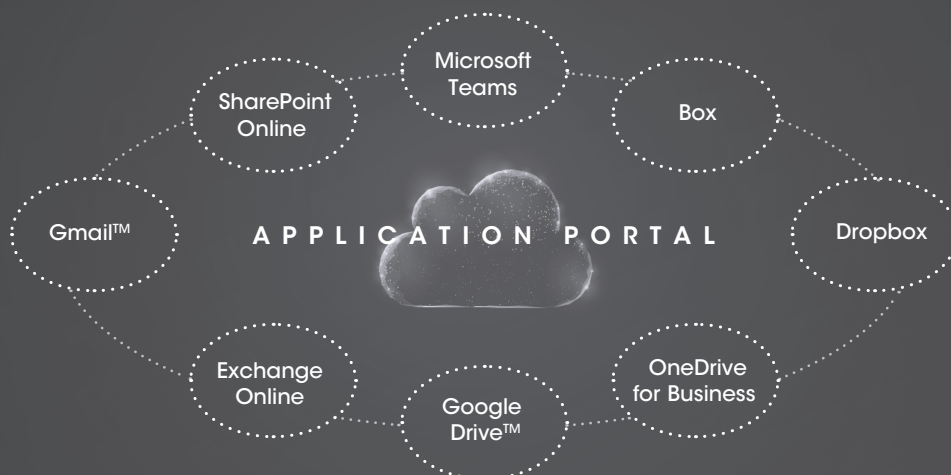 Microsoft
Teams
SharePoint
Online
Box
Gmail™
APPLICATION PORTAL
Dropbox
Exchange
Online
OneDrive
for Business
Google
Drive™